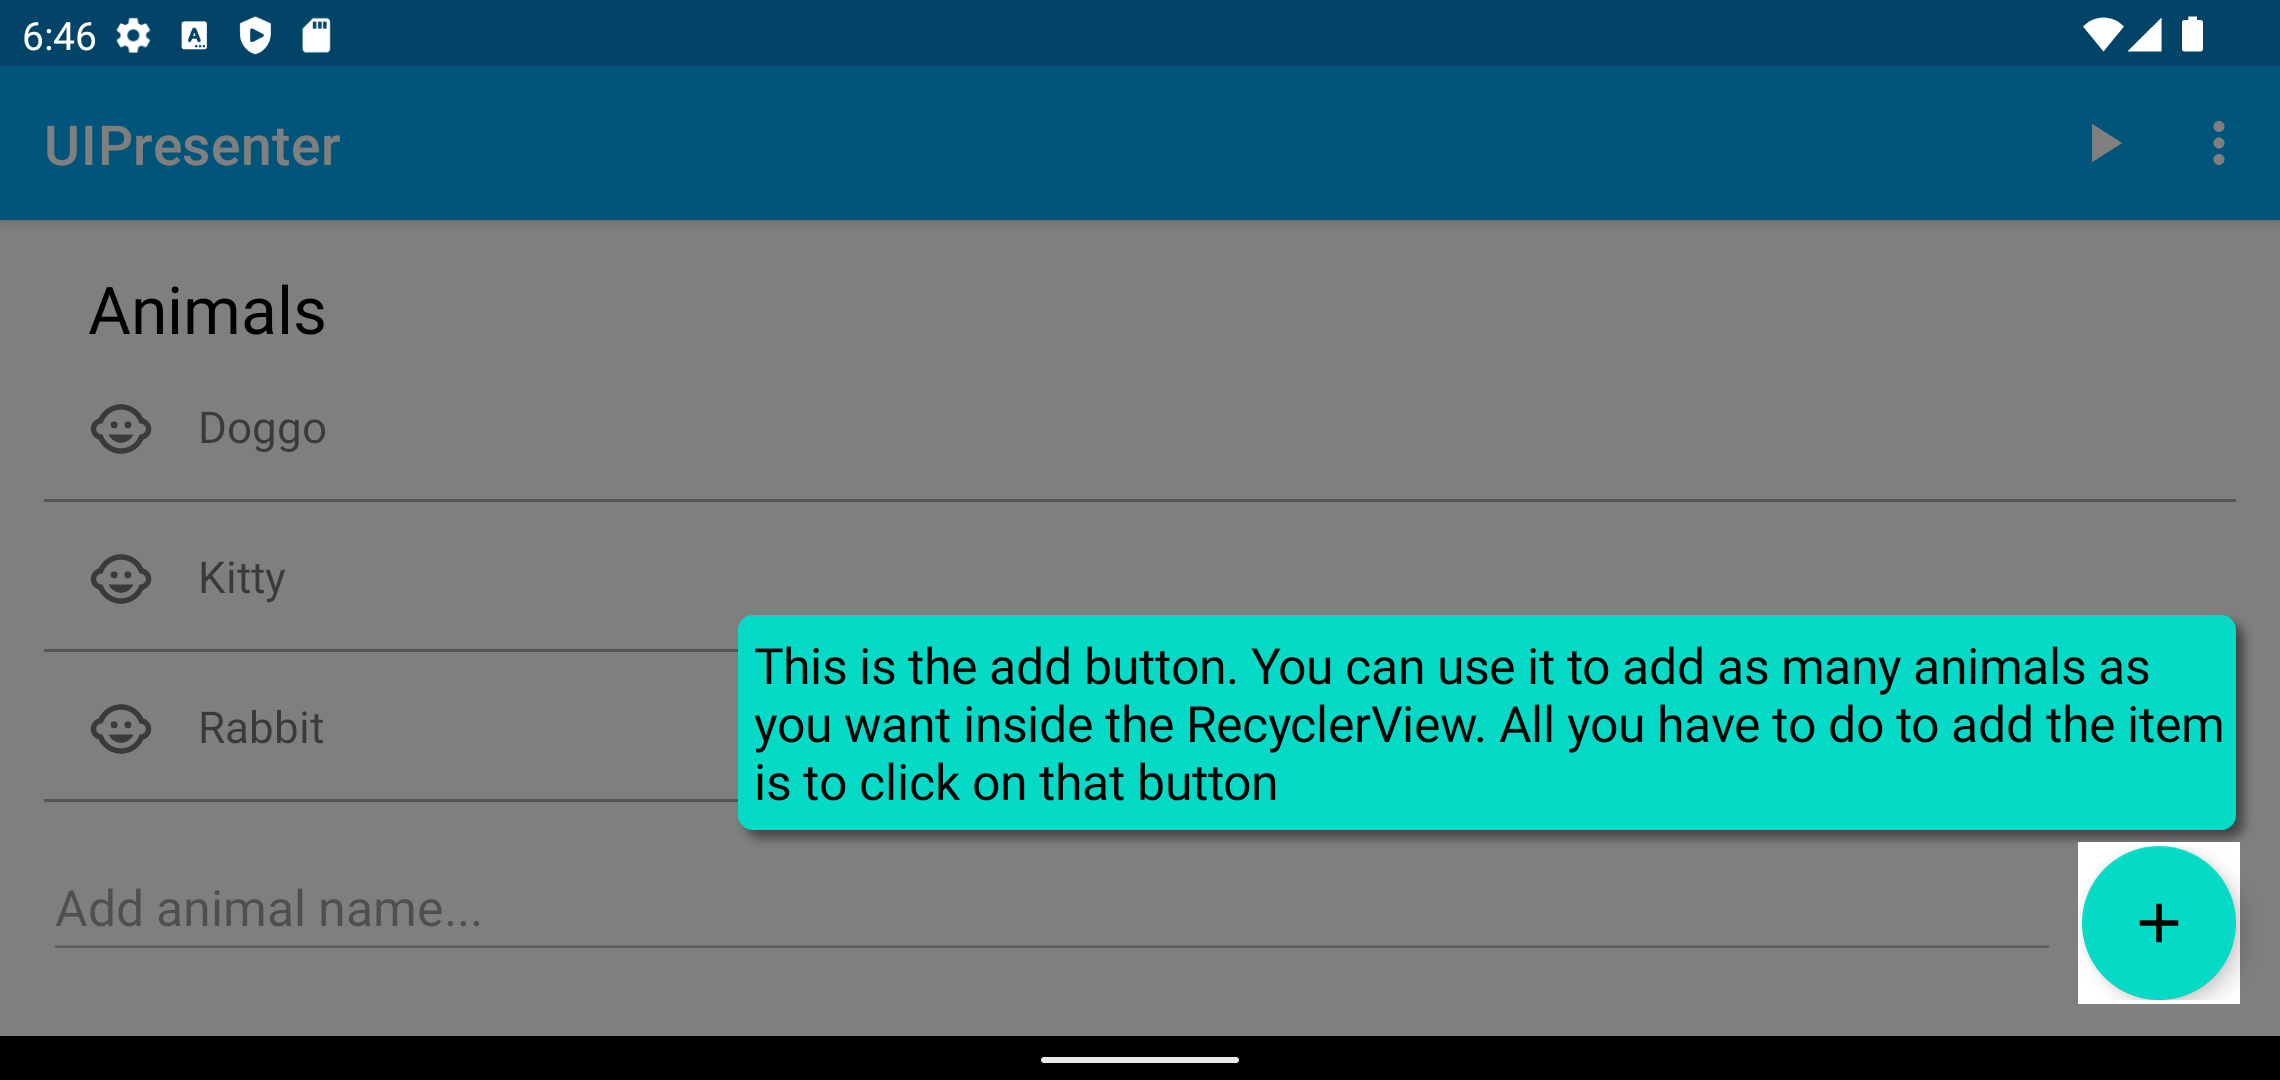 6:46
UIPresenter
Animals
Doggo
Kitty
Rabbit
This is the add button. You can use it to add as many animals as
you want inside the RecyclerView. All you have to do to add the item
is to click on that button
Add animal name...